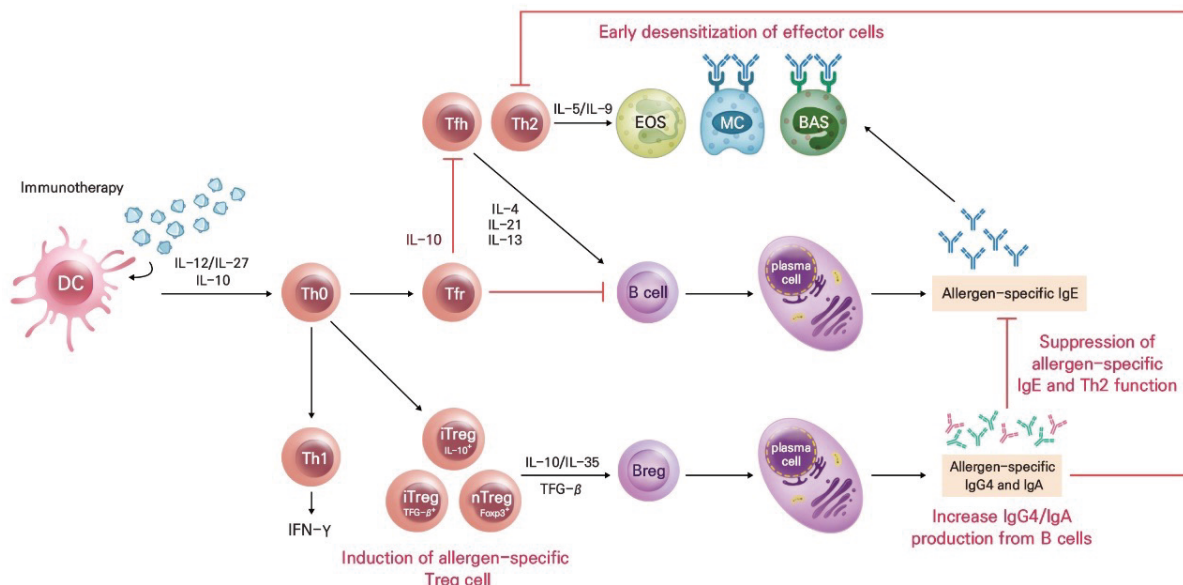 Early desensitization of effector cells
Tfh
Th2
IL-5/IL-9
EOS
MC
BAS
Immunotherapy
DC
IL-12/IL-27
IL-10
Th0
IL-10
Tfr
IL-4
IL-21
IL-13
B cell
plasma
cell
Allergen-specific IgE
Suppression of
allergen-specific
IgE and Th2 function
Th1
IFN-γ
iTreg
IL-10⁺
iTreg
TFG-β⁺
nTreg
Foxp3⁺
Induction of allergen-specific
Treg cell
IL-10/IL-35
TFG-β
Breg
plasma
cell
Allergen-specific
IgG4 and IgA
Increase IgG4/IgA
production from B cells